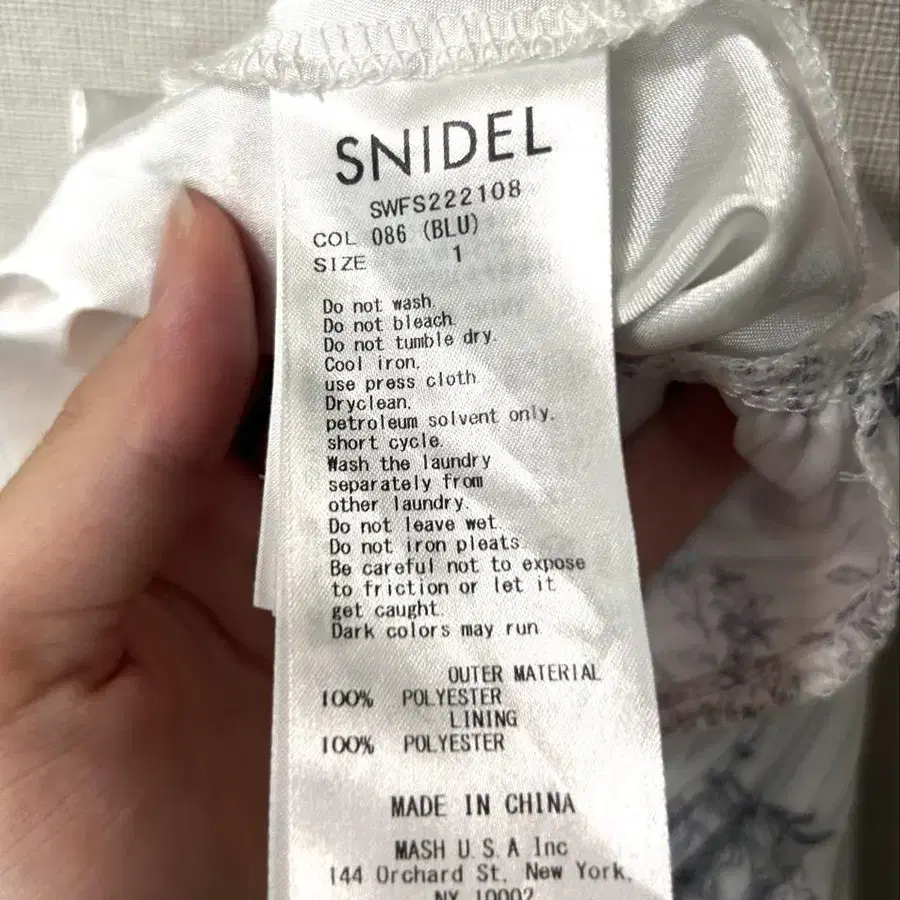 SNIDEL
SWFS222108
COL 086 (BLU)
SIZE 1
Do not wash.
Do not bleach.
Do not tumble dry.
Cool iron.
use press cloth.
Dryclean.
petroleum solvent only.
short cycle.
Wash the laundry
separately from
other laundry.
Do not leave wet.
Do not iron pleats.
Be careful not to expose
to friction or let it
get caught.
Dark colors may run.
OUTER MATERIAL
100% POLYESTER
LINING
100% POLYESTER
MADE IN CHINA
MASH U.S.A Inc
144 Orchard St. New York,
NY 10002